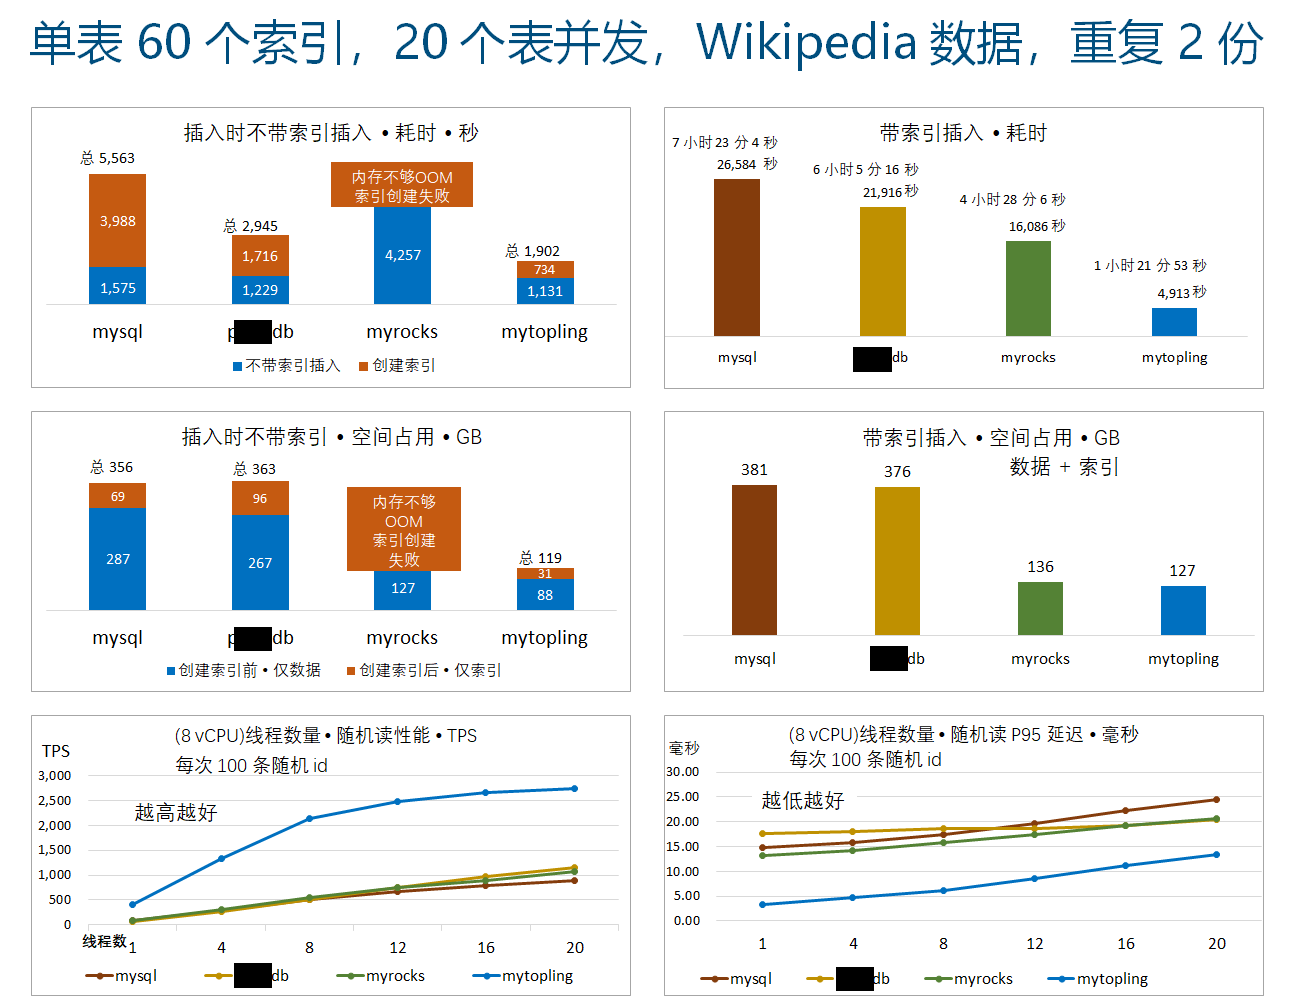 单表 60 个索引，20 个表并发，Wikipedia 数据，重复 2 份
插入时不带索引插入 • 耗时 • 秒
总 5,563
3,988
1,575
总 2,945
1,716
1,229
内存不够OOM
索引创建失败
4,257
总 1,902
734
1,131
mysql
p db
myrocks
mytopling
不带索引插入
创建索引
带索引插入 • 耗时
7 小时 23 分 4 秒
26,584 秒
6 小时 5 分 16 秒
21,916 秒
4 小时 28 分 6 秒
16,086 秒
1 小时 21 分 53 秒
4,913 秒
mysql
db
myrocks
mytopling
插入时不带索引 • 空间占用 • GB
总 356
69
287
总 363
96
267
内存不够
OOM
索引创建
失败
127
总 119
31
88
mysql
p db
myrocks
mytopling
创建索引前 • 仅数据
创建索引后 • 仅索引
带索引插入 • 空间占用 • GB
数据 + 索引
381
376
136
127
mysql
db
myrocks
mytopling
(8 vCPU)线程数量 • 随机读性能 • TPS
每次 100 条随机 id
TPS
越高越好
3,000
2,500
2,000
1,500
1,000
500
0
线程数
1 4 8 12 16 20
mysql
db
myrocks
mytopling
(8 vCPU)线程数量 • 随机读 P95 延迟 • 毫秒
每次 100 条随机 id
毫秒
越低越好
30.00
25.00
20.00
15.00
10.00
5.00
0.00
1 4 8 12 16 20
mysql
db
myrocks
mytopling